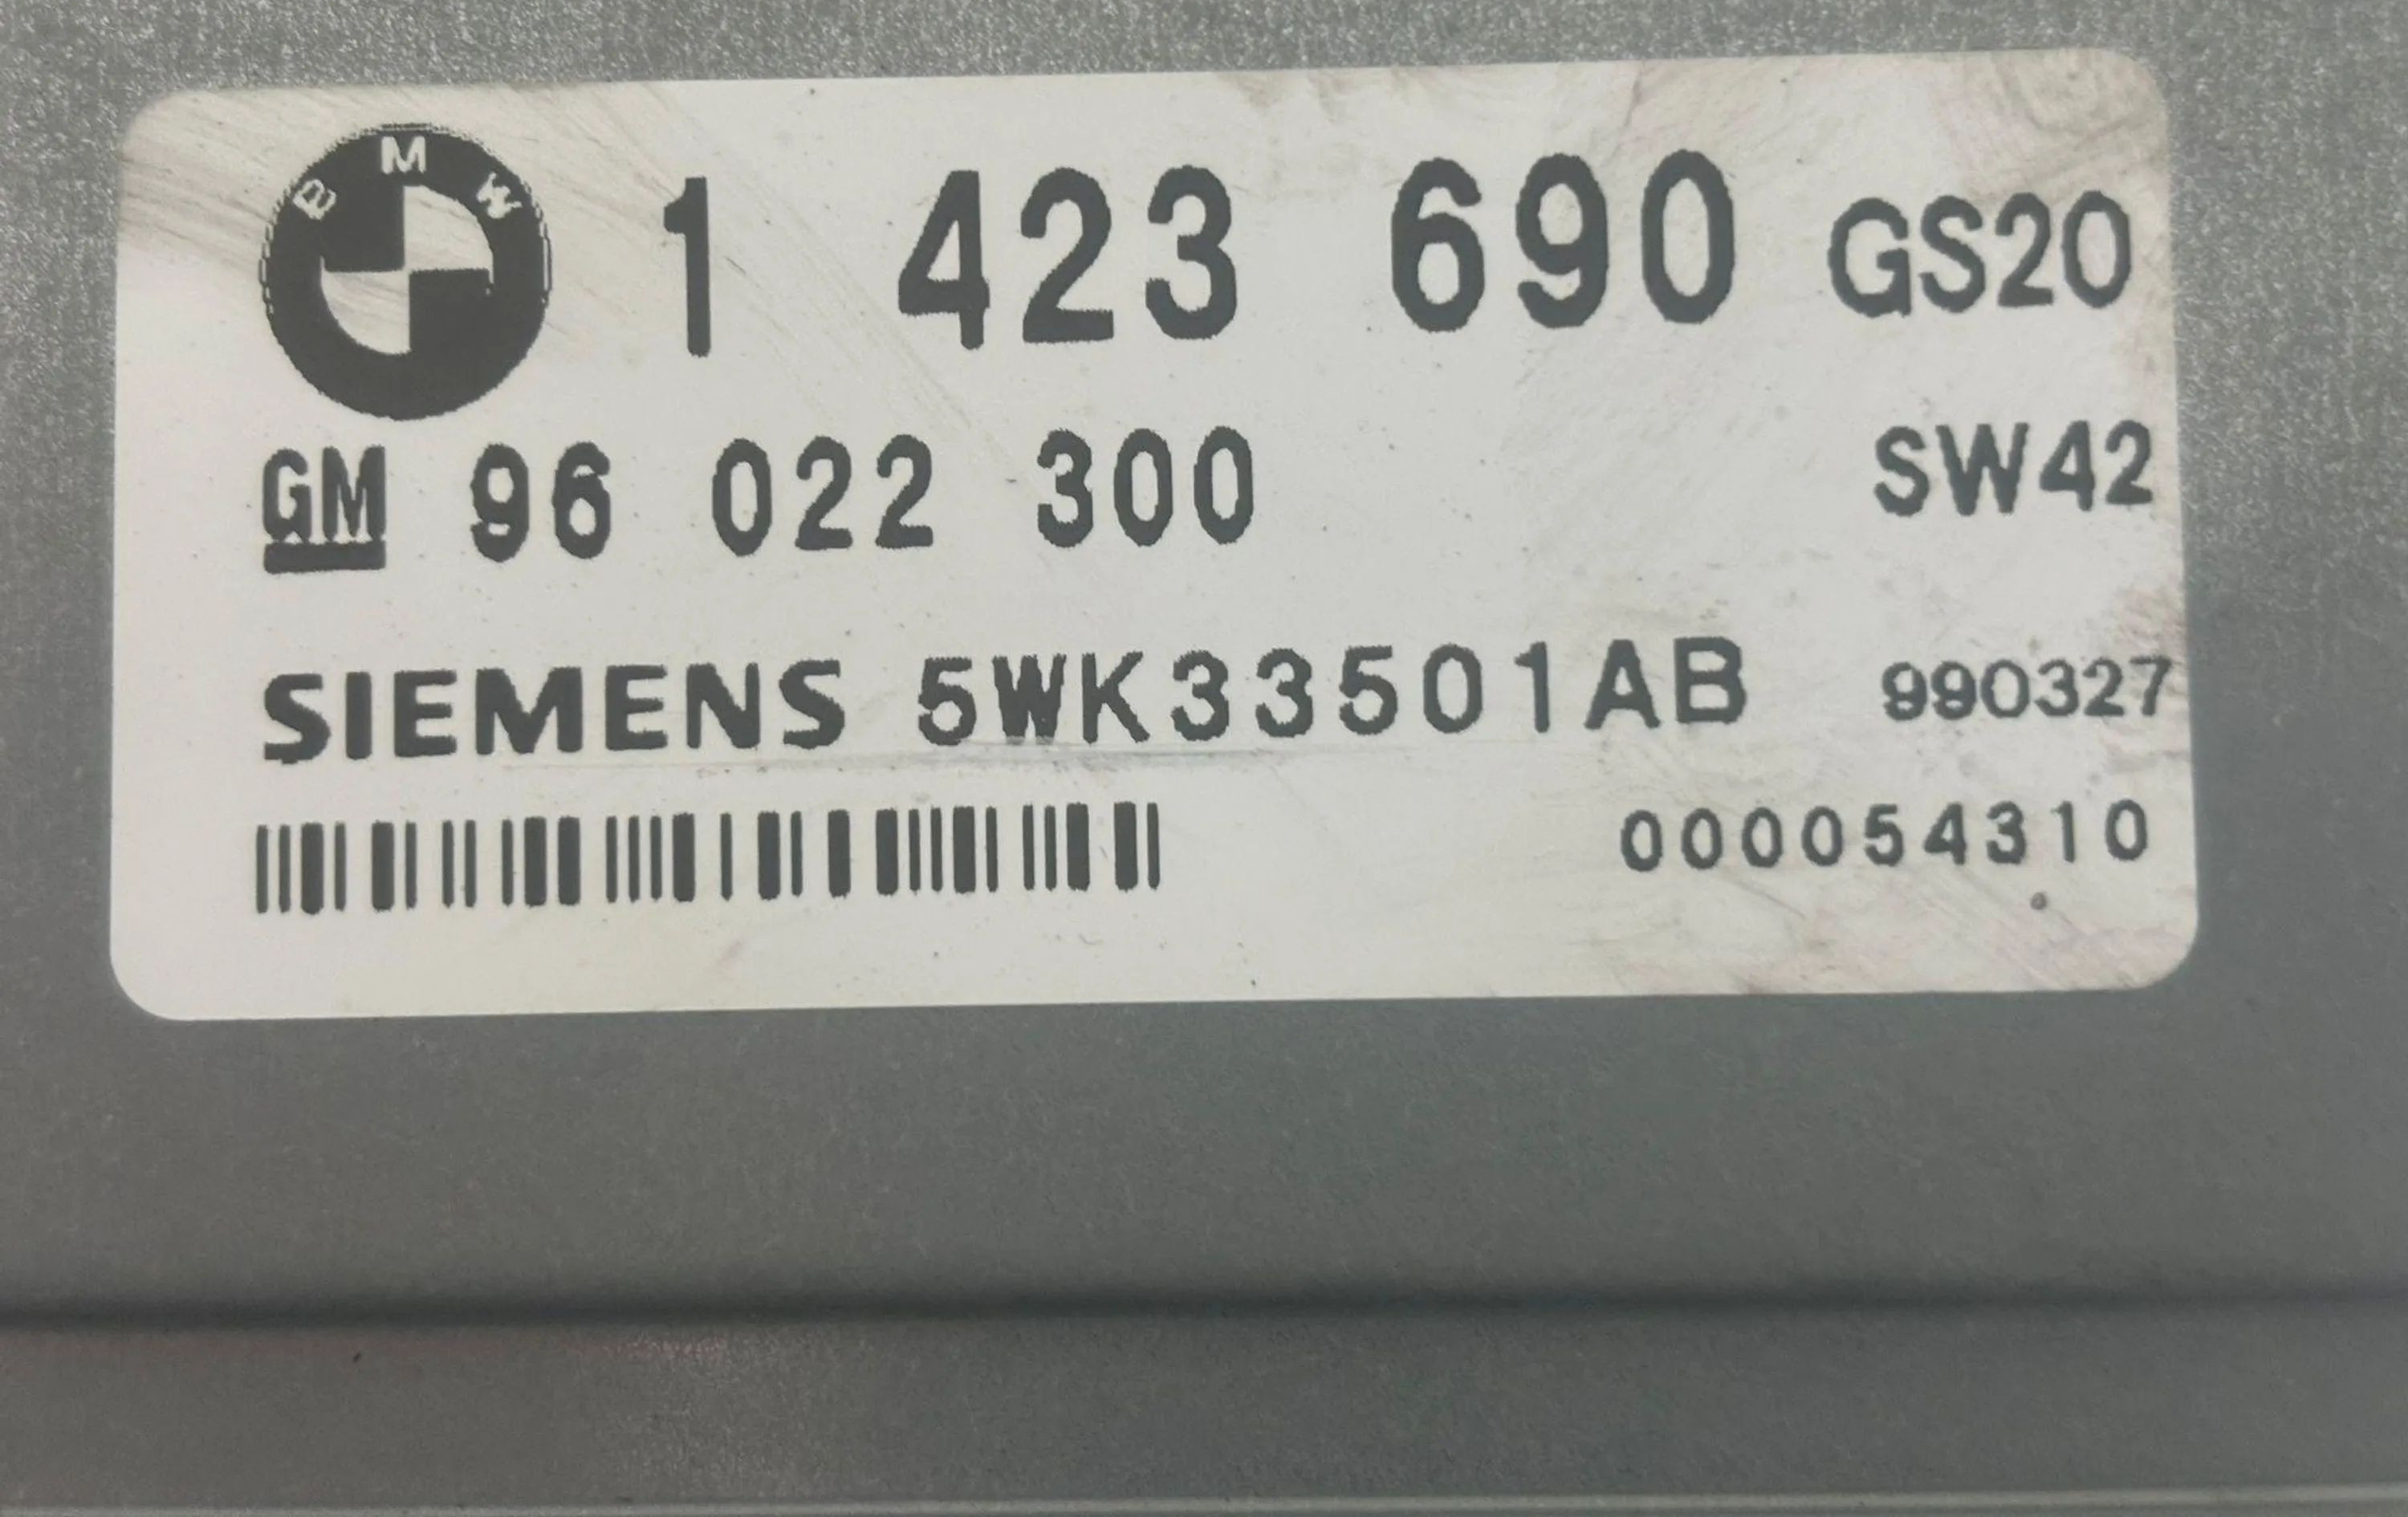 BMW 1 423 690 GS20
GM 96 022 300 SW42
SIEMENS 5WK33501AB 990327
000054310